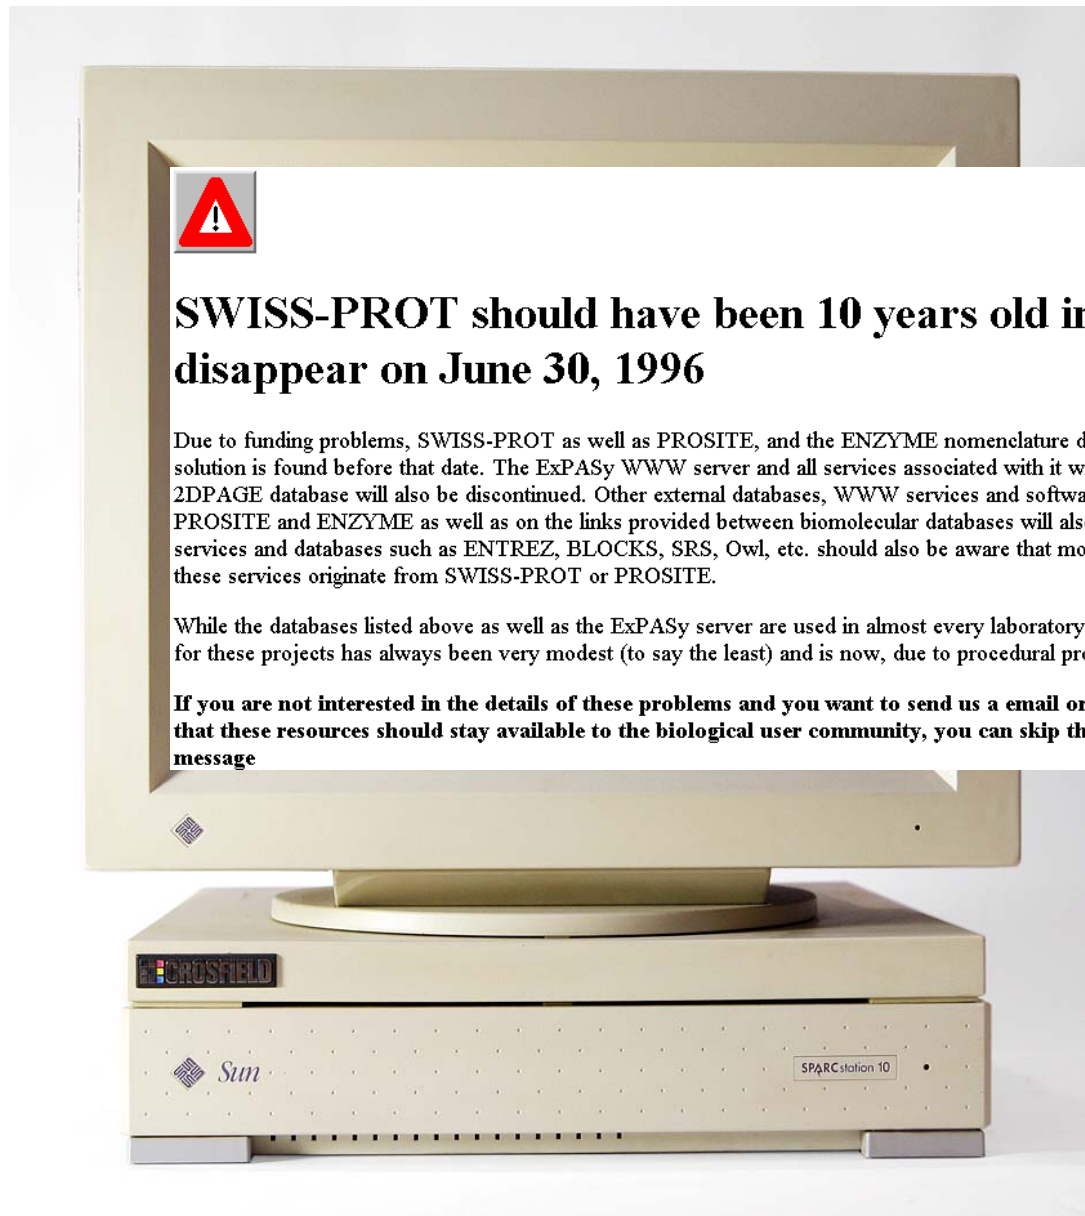 SWISS-PROT should have been 10 years old in
disappear on June 30, 1996
Due to funding problems, SWISS-PROT as well as PROSITE, and the ENZYME nomenclature d
solution is found before that date. The ExPASy WWW server and all services associated with it w
2DPAGE database will also be discontinued. Other external databases, WWW services and softwa
PROSITE and ENZYME as well as on the links provided between biomolecular databases will als
services and databases such as ENTREZ, BLOCKS, SRS, Owl, etc. should also be aware that mo
these services originate from SWISS-PROT or PROSITE.
While the databases listed above as well as the ExPASy server are used in almost every laboratory
for these projects has always been very modest (to say the least) and is now, due to procedural pro
If you are not interested in the details of these problems and you want to send us a email or
that these resources should stay available to the biological user community, you can skip th
message
CROSFIELD
Sun
SPARCstation 10